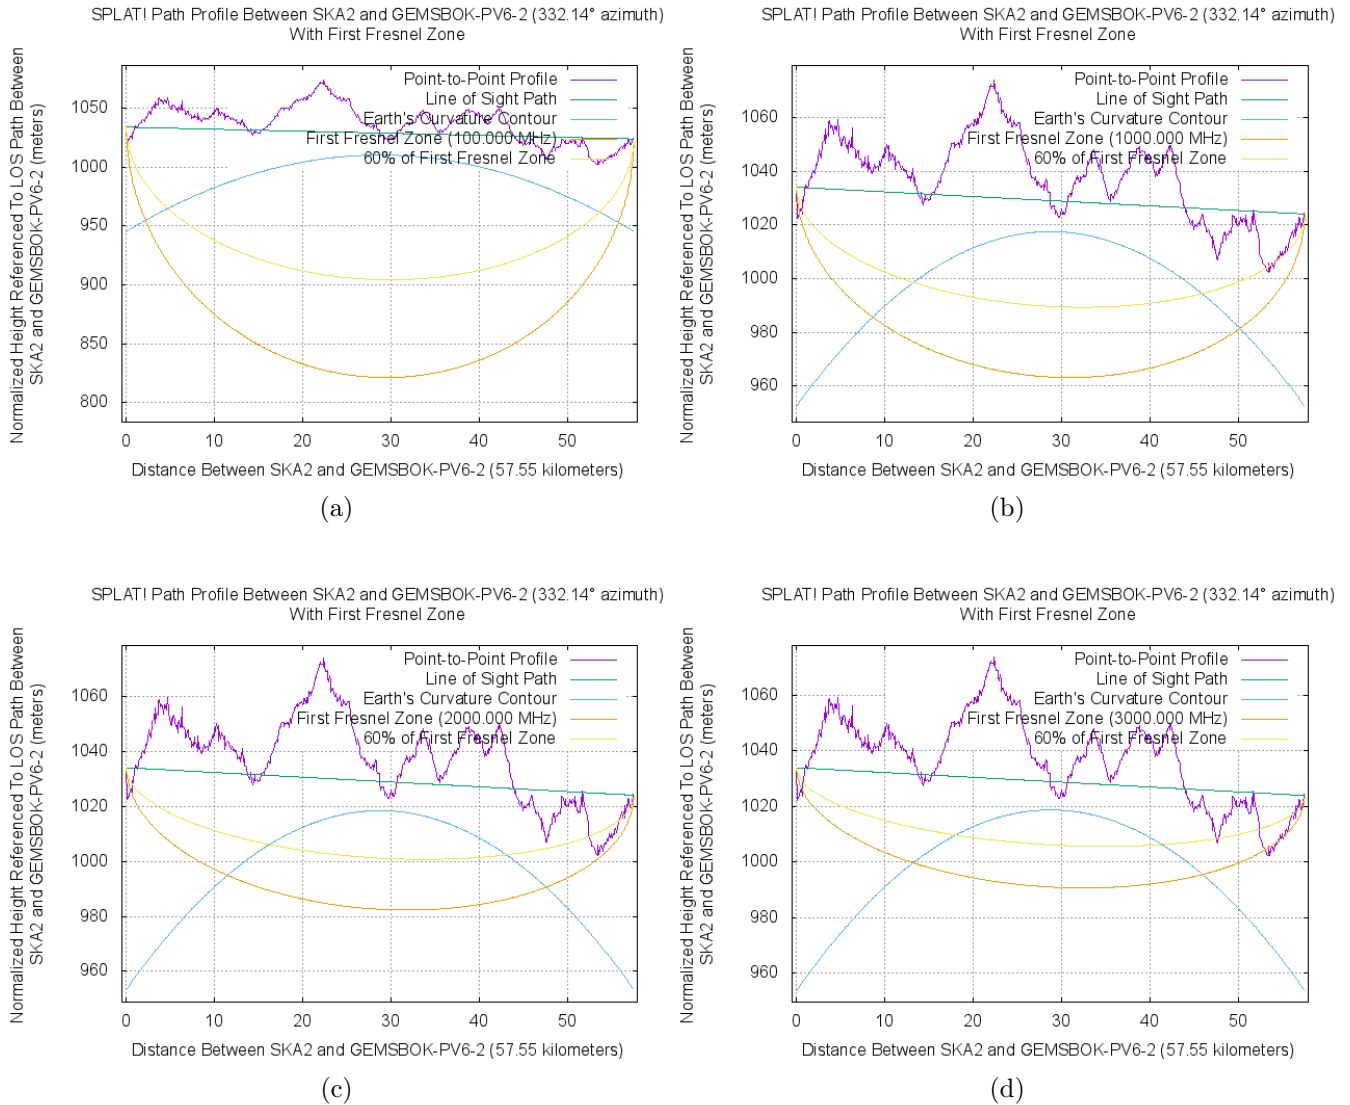 SPLAT! Path Profile Between SKA2 and GEMSBOK-PV6-2 (332.14° azimuth)
With First Fresnel Zone
Normalized Height Referenced To LOS Path Between
SKA2 and GEMSBOK-PV6-2 (meters)
Point-to-Point Profile
Line of Sight Path
Earth's Curvature Contour
First Fresnel Zone (100.000 MHz)
60% of First Fresnel Zone
1050
1000
950
900
850
800
0 10 20 30 40 50
Distance Between SKA2 and GEMSBOK-PV6-2 (57.55 kilometers)
(a)
SPLAT! Path Profile Between SKA2 and GEMSBOK-PV6-2 (332.14° azimuth)
With First Fresnel Zone
Normalized Height Referenced To LOS Path Between
SKA2 and GEMSBOK-PV6-2 (meters)
Point-to-Point Profile
Line of Sight Path
Earth's Curvature Contour
First Fresnel Zone (1000.000 MHz)
60% of First Fresnel Zone
1060
1040
1020
1000
980
960
0 10 20 30 40 50
Distance Between SKA2 and GEMSBOK-PV6-2 (57.55 kilometers)
(b)
SPLAT! Path Profile Between SKA2 and GEMSBOK-PV6-2 (332.14° azimuth)
With First Fresnel Zone
Normalized Height Referenced To LOS Path Between
SKA2 and GEMSBOK-PV6-2 (meters)
Point-to-Point Profile
Line of Sight Path
Earth's Curvature Contour
First Fresnel Zone (2000.000 MHz)
60% of First Fresnel Zone
1060
1040
1020
1000
980
960
0 10 20 30 40 50
Distance Between SKA2 and GEMSBOK-PV6-2 (57.55 kilometers)
(c)
SPLAT! Path Profile Between SKA2 and GEMSBOK-PV6-2 (332.14° azimuth)
With First Fresnel Zone
Normalized Height Referenced To LOS Path Between
SKA2 and GEMSBOK-PV6-2 (meters)
Point-to-Point Profile
Line of Sight Path
Earth's Curvature Contour
First Fresnel Zone (3000.000 MHz)
60% of First Fresnel Zone
1060
1040
1020
1000
980
960
0 10 20 30 40 50
Distance Between SKA2 and GEMSBOK-PV6-2 (57.55 kilometers)
(d)